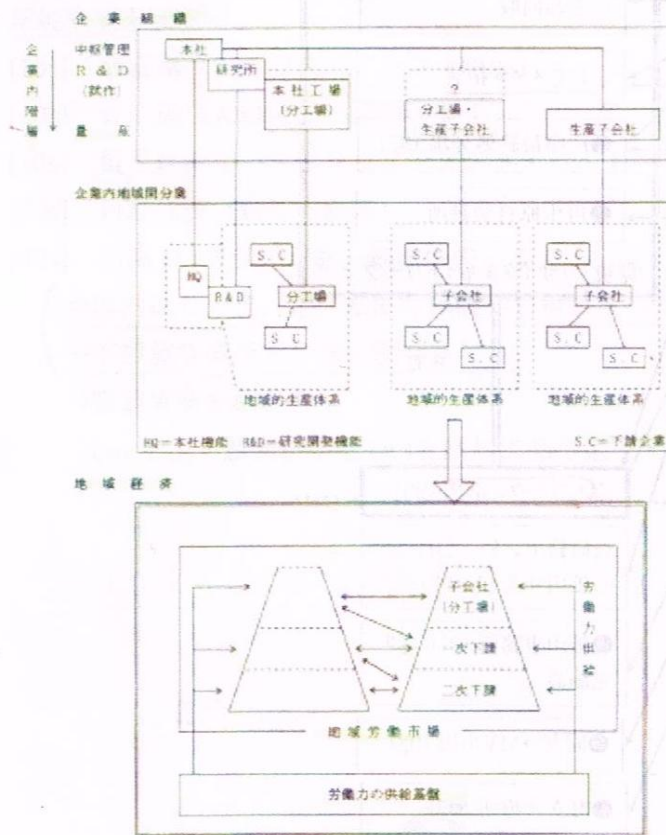 企業組織
企業内階層
中枢管理
R & D
(試作)
量産
本社
研究所
本社工場
(分工場)
?
分工場・
生産子会社
生産子会社
企業内地域間分業
HQ
R&D
S.C
分工場
S.C
S.C
子会社
S.C
S.C
S.C
子会社
S.C
S.C
地域的生産体系
地域的生産体系
地域的生産体系
HQ=本社機能 R&D=研究開発機能
S.C=下請企業
地域経済
子会社
(分工場)
一次下請
二次下請
労働力供給
地域労働市場
労働力の供給基盤